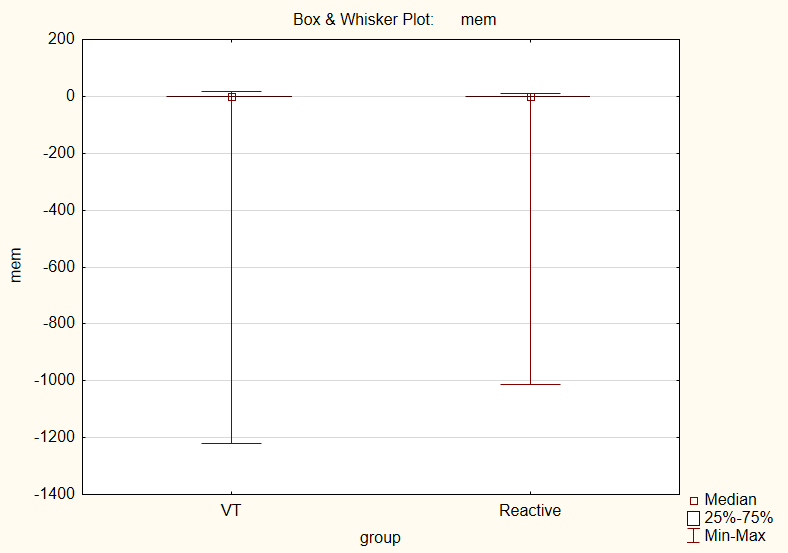 Box & Whisker Plot: mem
200
0
-200
-400
-600
-800
-1000
-1200
-1400
mem
VT Reactive
group
Median
25%-75%
Min-Max